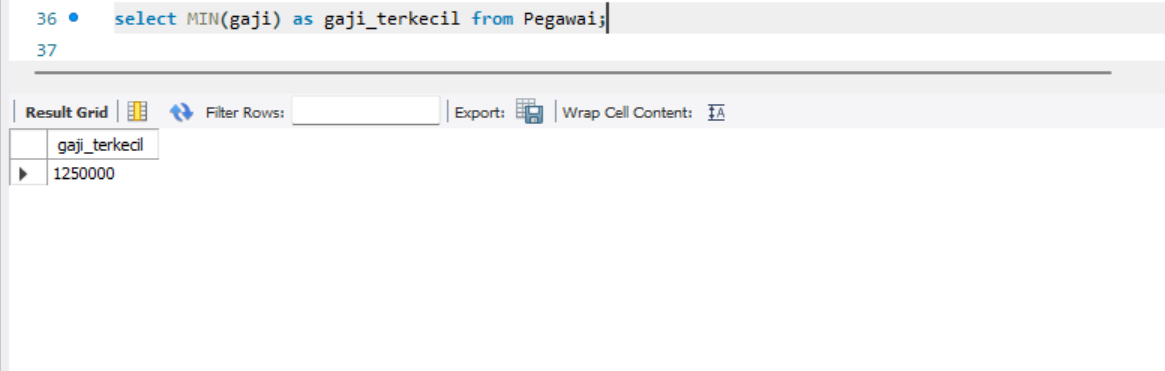 36 select MIN(gaji) as gaji_terkecil from Pegawai;
37
Result Grid Filter Rows: Export: Wrap Cell Content:
gaji_terkecil
1250000